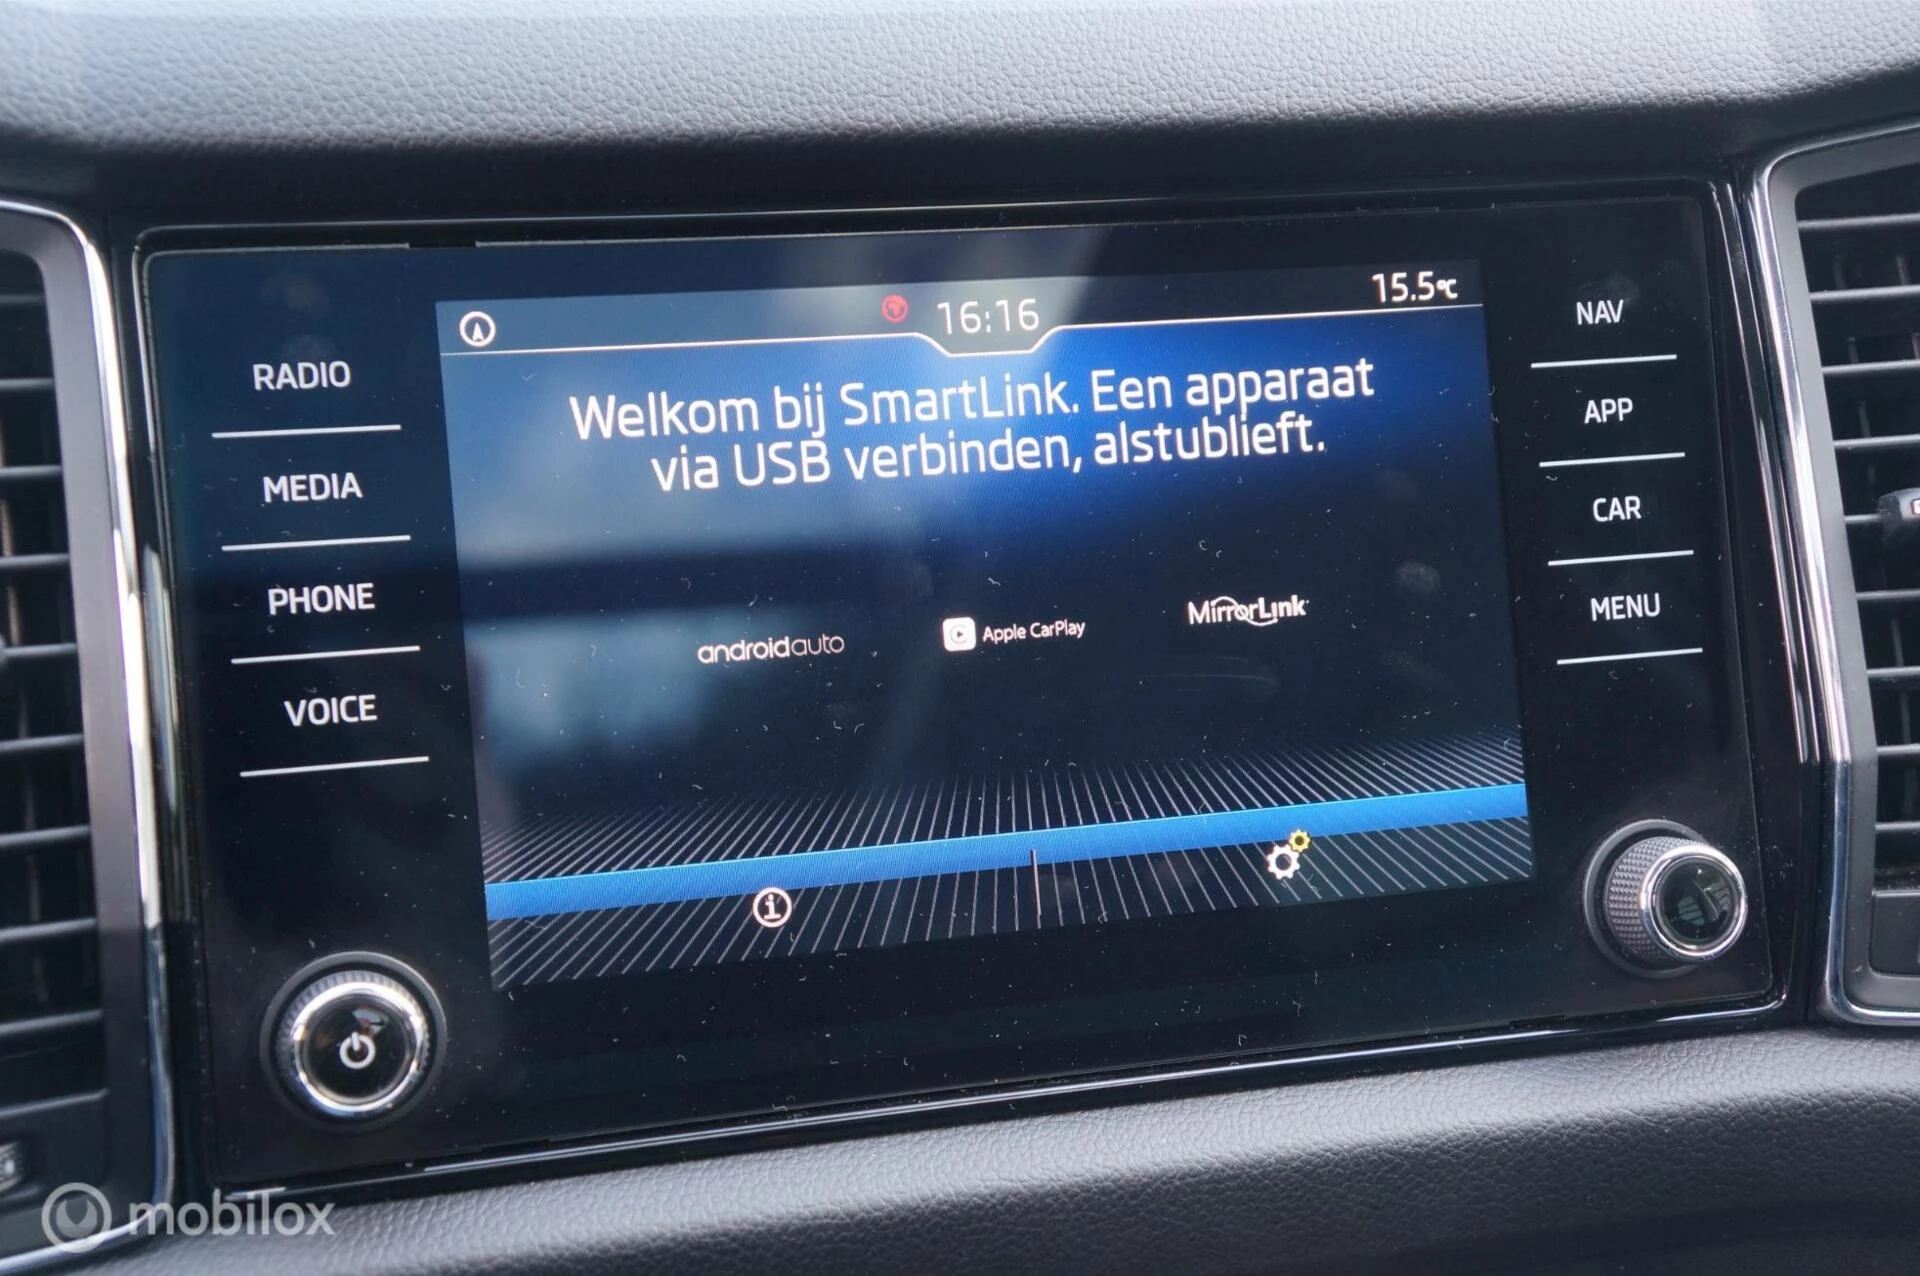 16:16
15.5°C
RADIO
MEDIA
PHONE
VOICE
Welkom bij SmartLink. Een apparaat
via USB verbinden, alstublieft.
androidauto
Apple CarPlay
MirrorLink
NAV
APP
CAR
MENU
mobilox